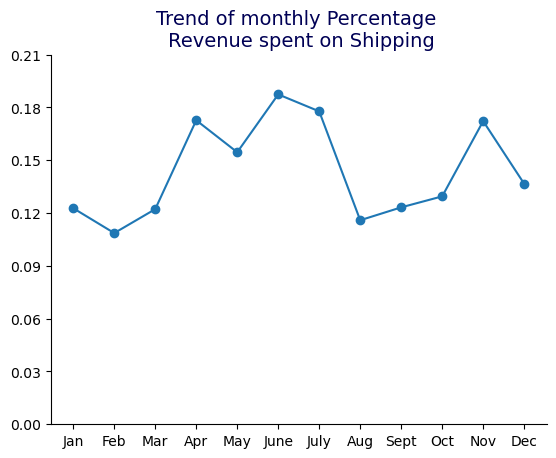 Trend of monthly Percentage
Revenue spent on Shipping
0.21
0.18
0.15
0.12
0.09
0.06
0.03
0.00
Jan Feb Mar Apr May June July Aug Sept Oct Nov Dec